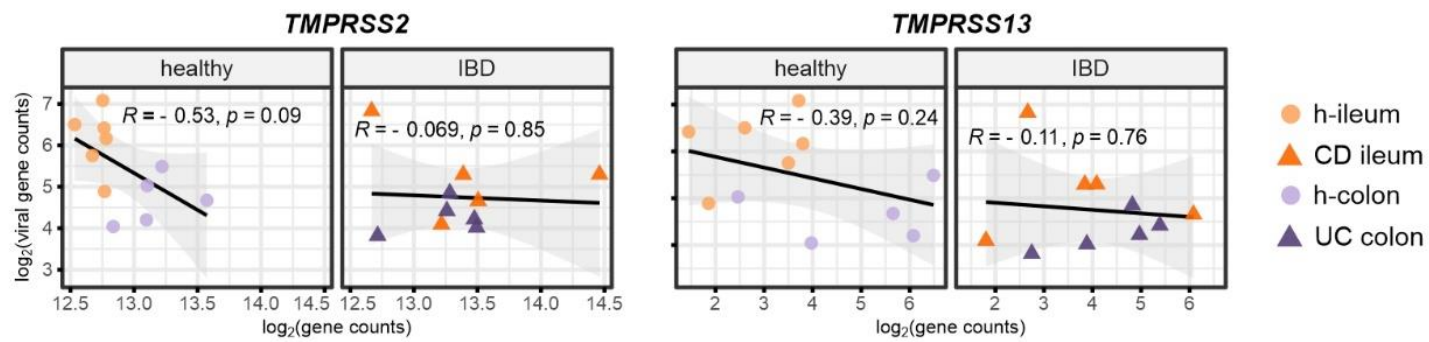 TMPRSS2
TMPRSS13
healthy
IBD
healthy
IBD
R = - 0.53, p = 0.09
R = - 0.069, p = 0.85
R = - 0.39, p = 0.24
R = - 0.11, p = 0.76
log2(viral gene counts)
7
6
5
4
3
12.5 13.0 13.5 14.0 14.5
13.0 13.5 14.0 14.5
2 3 4 5 6
2 3 4 5 6
log2(gene counts)
log2(gene counts)
h-ileum
CD ileum
h-colon
UC colon